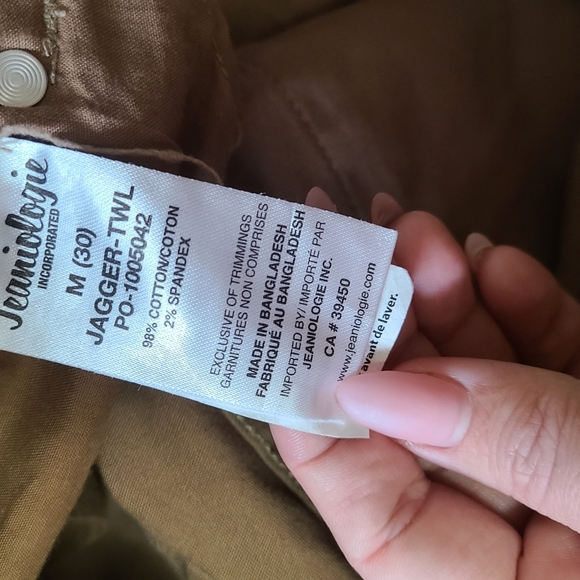 Jeaniologie
INCORPORATED
M (30)
JAGGER-TWL
PO-1005042
98% COTTON/COTON
2% SPANDEX
EXCLUSIVE OF TRIMMINGS
GARNITURES NON COMPRISES
MADE IN BANGLADESH
FABRIQUÉ AU BANGLADESH
IMPORTED BY/ IMPORTÉ PAR
JEANIOLOGIE INC.
CA # 39450
www.jeaniologie.com
avant de laver.